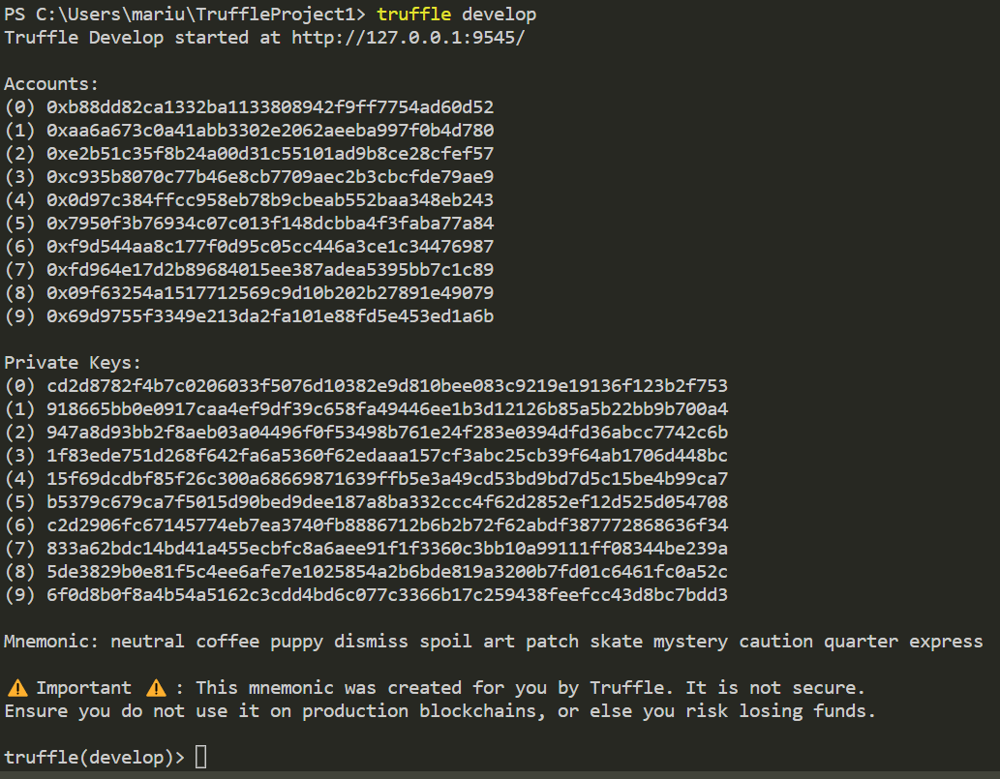 PS C:\Users\mariu\TruffleProject1> truffle develop
Truffle Develop started at http://127.0.0.1:9545/
Accounts:
(0) 0xb88dd82ca1332ba1133808942f9ff7754ad60d52
(1) 0xaa6a673c0a41abb3302e2062aeeba997f0b4d780
(2) 0xe2b51c35f8b24a00d31c55101ad9b8ce28cfef57
(3) 0xc935b8070c77b46e8cb7709aec2b3cbcfde79ae9
(4) 0x0d97c384ffcc958eb78b9cbeab552baa348eb243
(5) 0x7950f3b76934c07c013f148dcbba4f3faba77a84
(6) 0xf9d544aa8c177f0d95c05cc446a3ce1c34476987
(7) 0xfd964e17d2b89684015ee387adea5395bb7c1c89
(8) 0x09f63254a1517712569c9d10b202b27891e49079
(9) 0x69d9755f3349e213da2fa101e88fd5e453ed1a6b
Private Keys:
(0) cd2d8782f4b7c0206033f5076d10382e9d810bee083c9219e19136f123b2f753
(1) 918665bb0e0917caa4ef9df39c658fa49446ee1b3d12126b85a5b22bb9b700a4
(2) 947a8d93bb2f8aeb03a04496f0f53498b761e24f283e0394dfd36abcc7742c6b
(3) 1f83ede751d268f642fa6a5360f62edaaa157cf3abc25cb39f64ab1706d448bc
(4) 15f69dcdbf85f26c300a68669871639ffb5e3a49cd53bd9bd7d5c15be4b99ca7
(5) b5379c679ca7f5015d90bed9dee187a8ba332ccc4f62d2852ef12d525d054708
(6) c2d2906fc67145774eb7ea3740fb8886712b6b2b72f62abdf387772868636f34
(7) 833a62bdc14bd41a455ecbfc8a6aee91f1f3360c3bb10a99111ff08344be239a
(8) 5de3829b0e81f5c4ee6afe7e1025854a2b6bde819a3200b7fd01c6461fc0a52c
(9) 6f0d8b0f8a4b54a5162c3cdd4bd6c077c3366b17c259438feefcc43d8bc7bdd3
Mnemonic: neutral coffee puppy dismiss spoil art patch skate mystery caution quarter express
⚠️ Important ⚠️ : This mnemonic was created for you by Truffle. It is not secure.
Ensure you do not use it on production blockchains, or else you risk losing funds.
truffle(develop)>